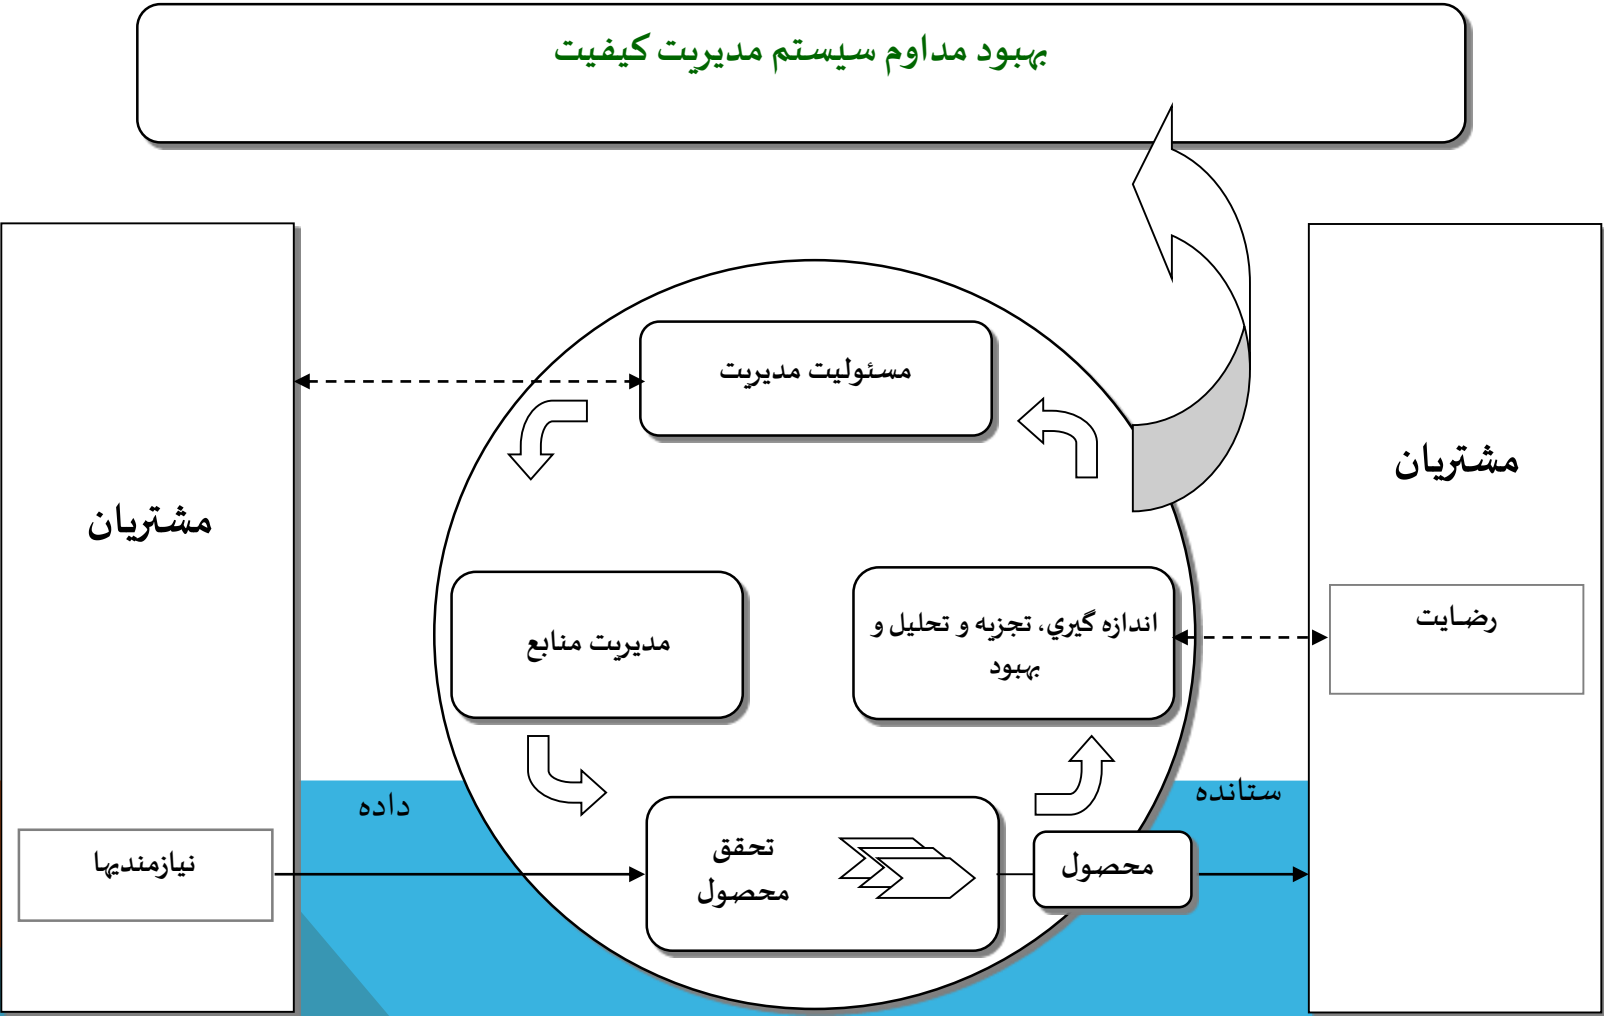 بهبود مداوم سیستم مدیریت کیفیت
مسئولیت مدیریت
مشتریان
مشتریان
رضایت
اندازه گیري، تجزیه و تحلیل و
بهبود
مدیریت منابع
ستانده
داده
نیازمندیها
تحقق
محصول
محصول